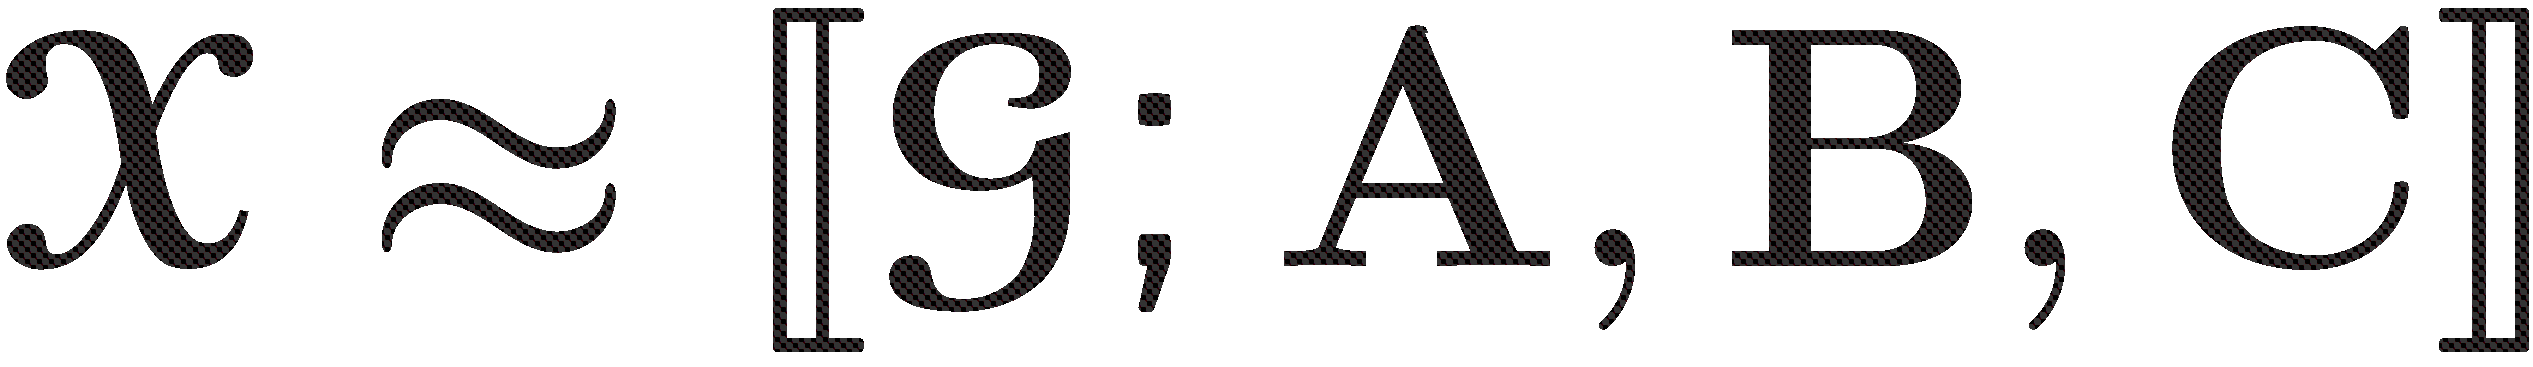 𝒳 ≈ ⟦𝒢; A, B, C⟧